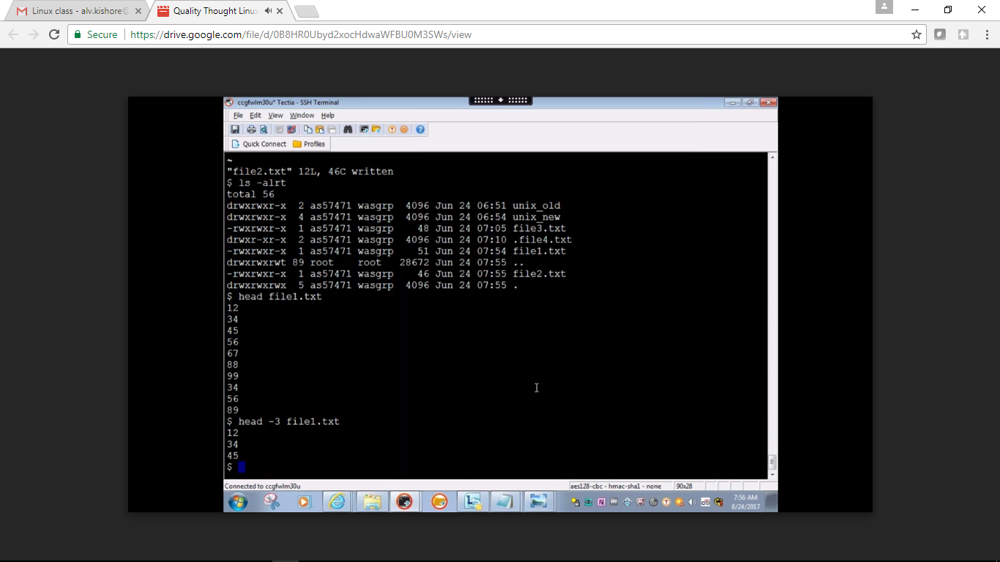 Linux class - alv.kishore@
Quality Thought Linux
Secure
https://drive.google.com/file/d/0B8HR0Ubyd2xocHdwaWFBU0M3SWs/view
ccgfwlm30u* Tectia - SSH Terminal
File Edit View Window Help
Quick Connect Profiles
~
"file2.txt" 12L, 46C written
$ ls -alrt
total 56
drwxrwxr-x 2 as57471 wasgrp 4096 Jun 24 06:51 unix_old
drwxrwxr-x 4 as57471 wasgrp 4096 Jun 24 06:54 unix_new
-rwxrwxr-x 1 as57471 wasgrp 48 Jun 24 07:05 file3.txt
drwxr-xr-x 2 as57471 wasgrp 4096 Jun 24 07:10 .file4.txt
-rwxrwxr-x 1 as57471 wasgrp 51 Jun 24 07:54 file1.txt
drwxrwxrwt 89 root root 28672 Jun 24 07:55 ..
-rwxrwxr-x 1 as57471 wasgrp 46 Jun 24 07:55 file2.txt
drwxrwxrwx 5 as57471 wasgrp 4096 Jun 24 07:55 .
$ head file1.txt
12
34
45
56
67
88
99
34
56
89
$ head -3 file1.txt
12
34
45
$
Connected to ccgfwlm30u
aes128-cbc - hmac-sha1 - none
90x28
7:56 AM
6/24/2017